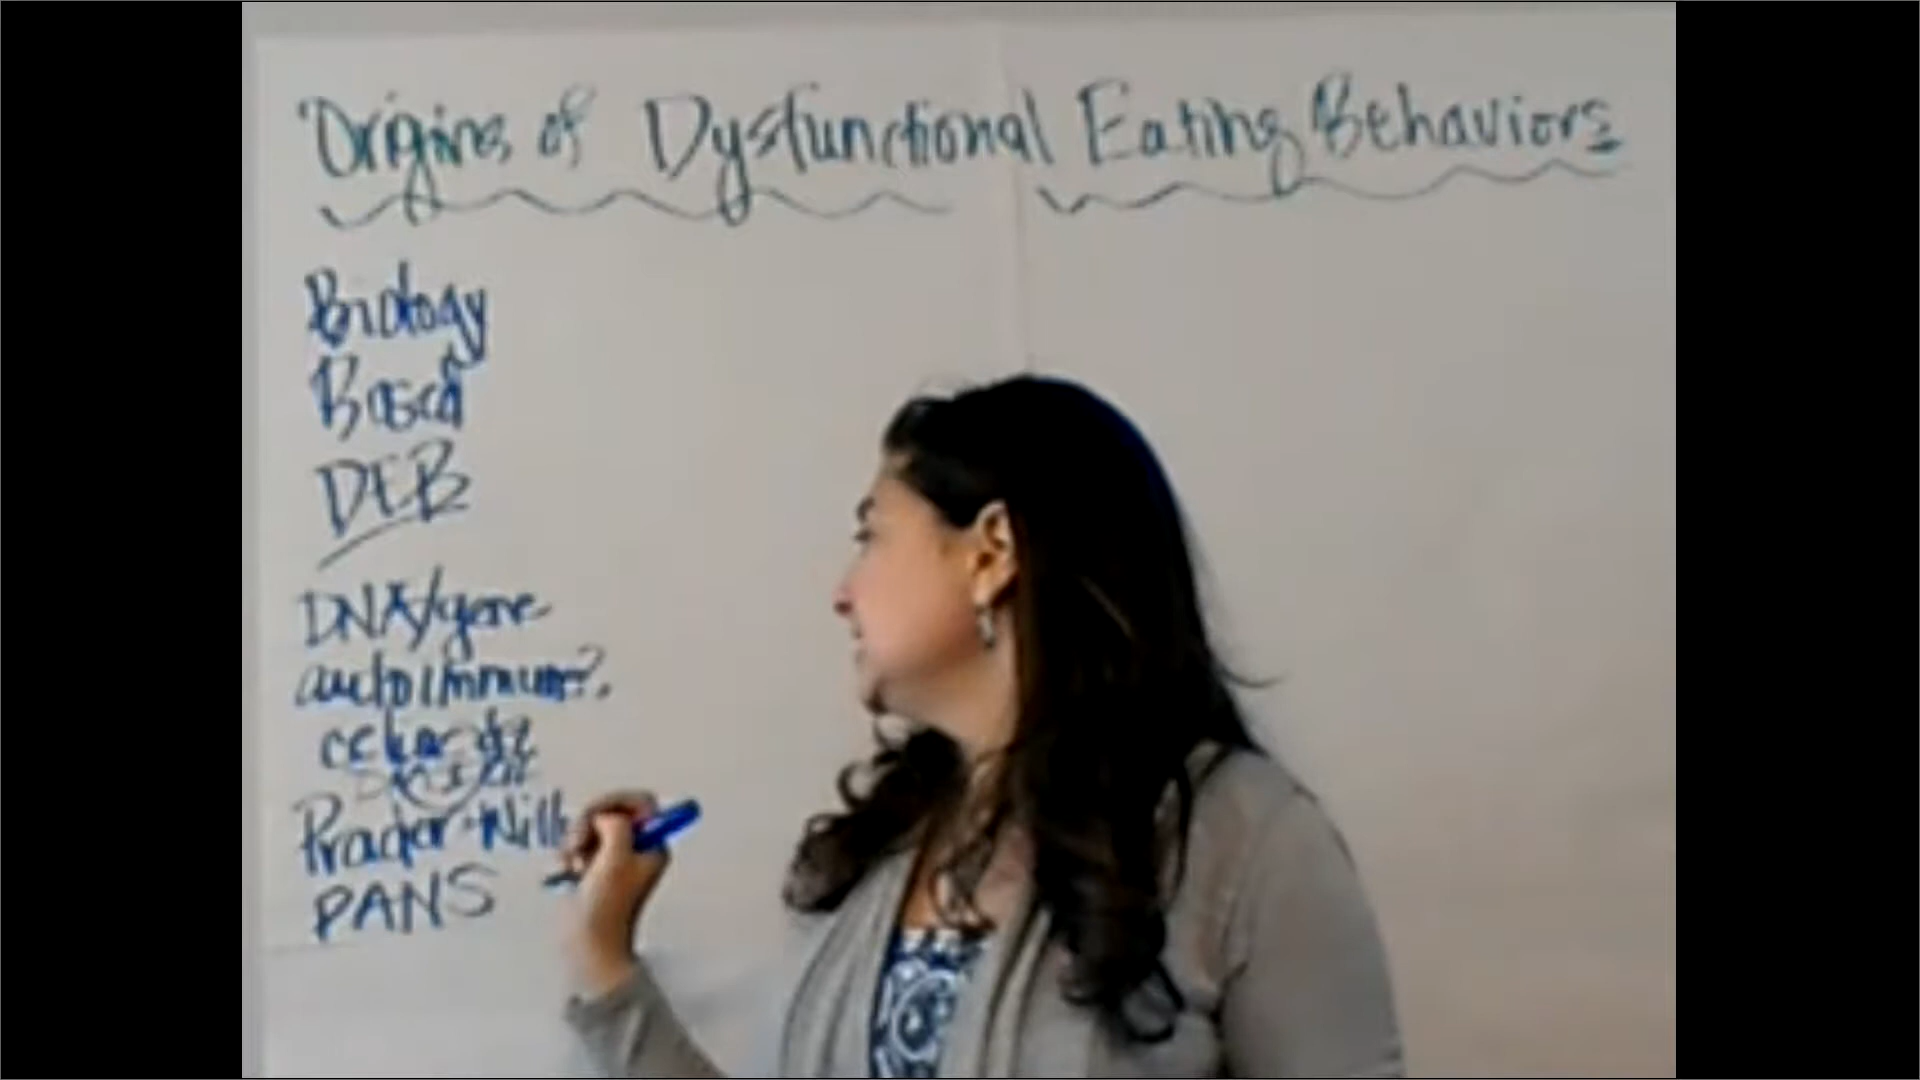 Origins of Dysfunctional Eating Behaviors
Biology
Based
DEB
DNA/gene
autoimmune?
celiac dz
Prader-Willi
PANS